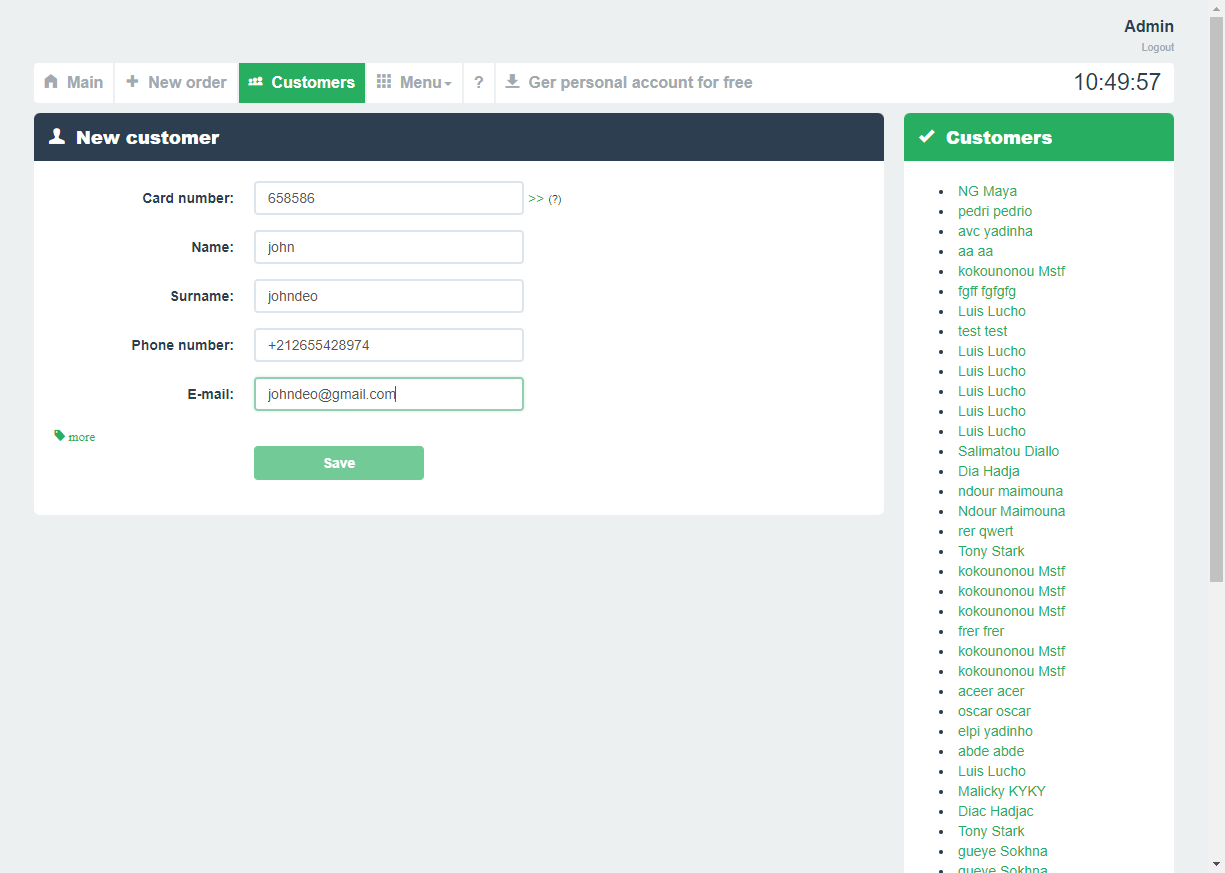 Admin
Logout
Main
New order
Customers
Menu
?
Ger personal account for free
10:49:57
New customer
Card number:
658586
>> (?)
Name:
john
Surname:
johndeo
Phone number:
+212655428974
E-mail:
johndeo@gmail.com
more
Save
Customers
NG Maya
pedri pedrio
avc yadinha
aa aa
kokounonou Mstf
fgff fgfgfg
Luis Lucho
test test
Luis Lucho
Luis Lucho
Luis Lucho
Luis Lucho
Luis Lucho
Salimatou Diallo
Dia Hadja
ndour maimouna
Ndour Maimouna
rer qwert
Tony Stark
kokounonou Mstf
kokounonou Mstf
kokounonou Mstf
frer frer
kokounonou Mstf
kokounonou Mstf
aceer acer
oscar oscar
elpi yadinho
abde abde
Luis Lucho
Malicky KYKY
Diac Hadjac
Tony Stark
gueye Sokhna
gueye Sokhna